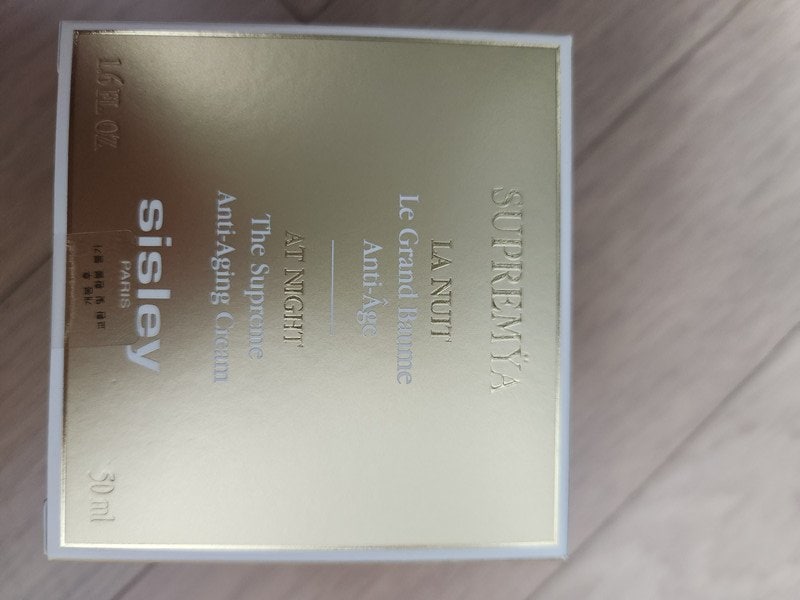 SUPREMŸA
LA NUIT
Le Grand Baume
Anti-Âge
AT NIGHT
The Supreme
Anti-Aging Cream
sisley
PARIS
1.6 FL. OZ
50 ml